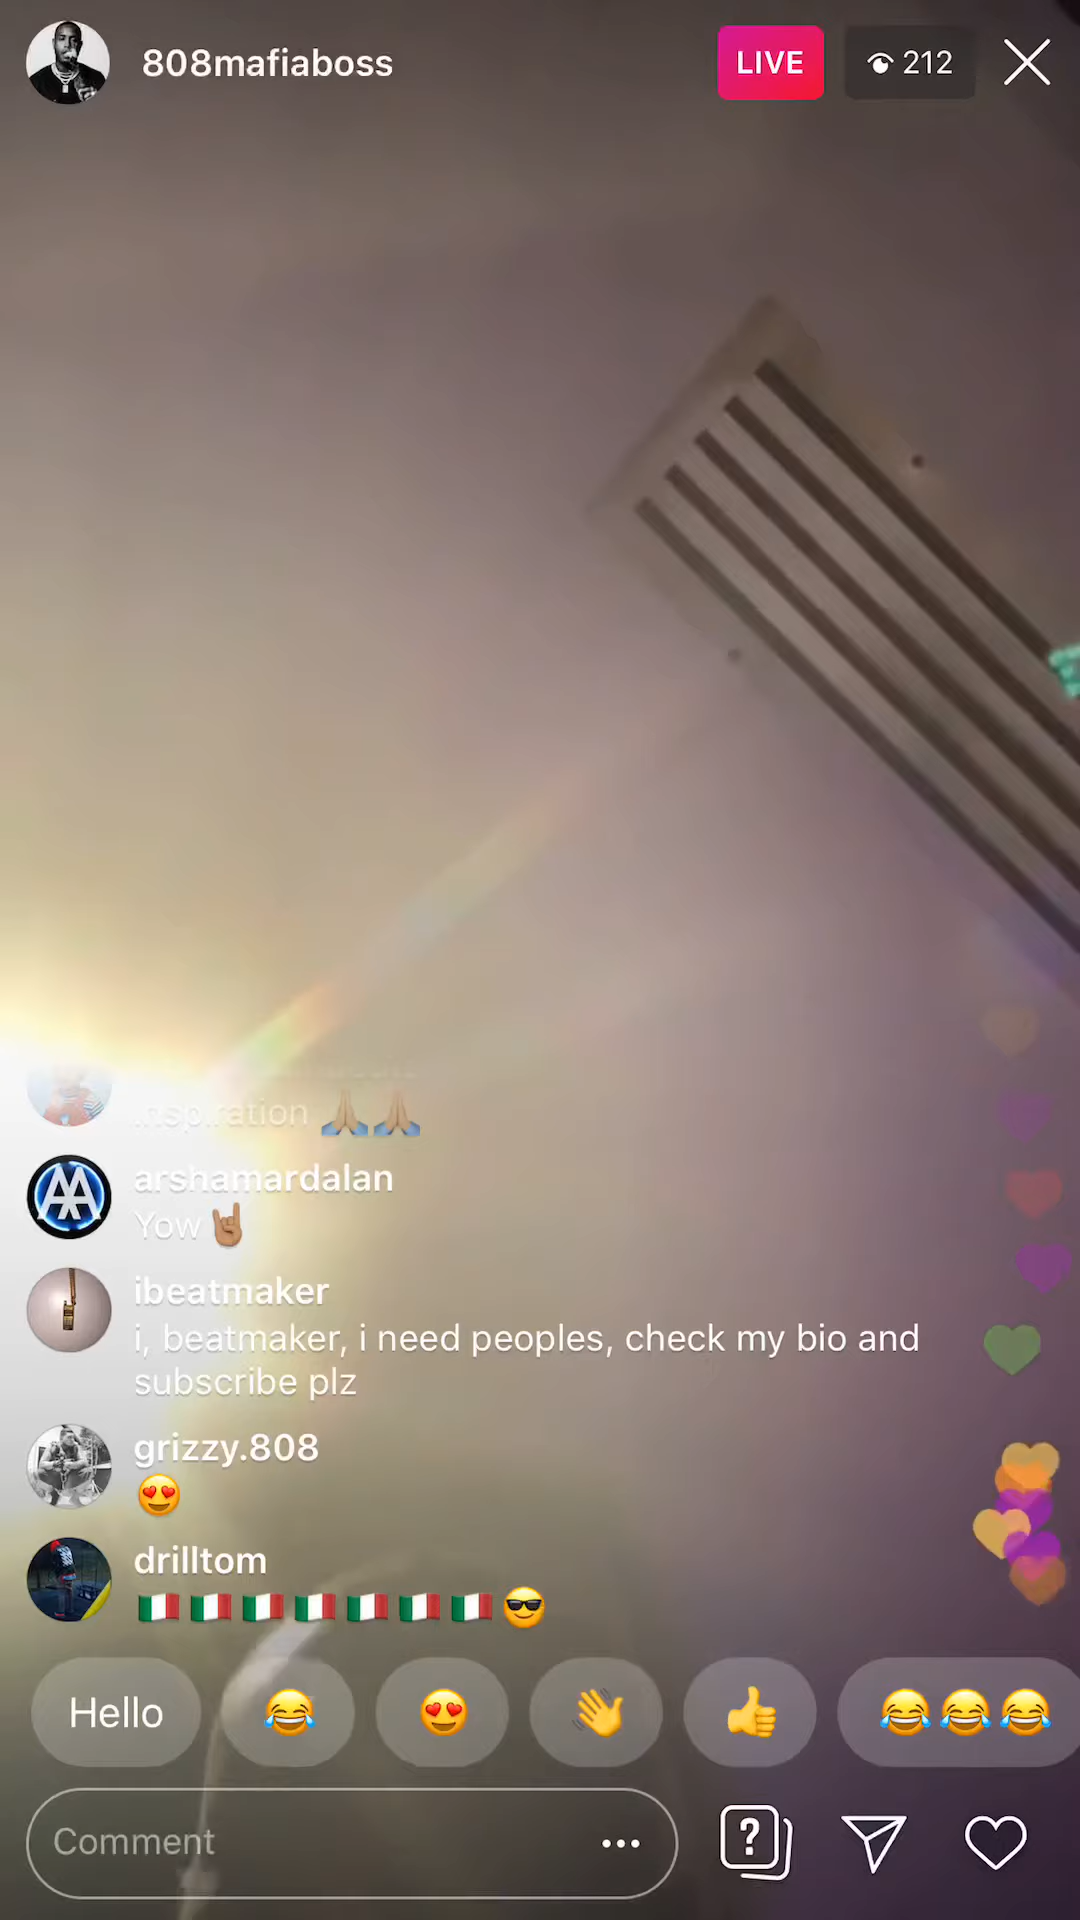 808mafiaboss
LIVE
212
arshamardalan
Yow 🤘🏽
ibeatmaker
i, beatmaker, i need peoples, check my bio and
subscribe plz
grizzy.808
😍
drilltom
🇮🇹🇮🇹🇮🇹🇮🇹🇮🇹🇮🇹🇮🇹😎
Hello 😂 😍 👋 👍 😂😂😂
Comment